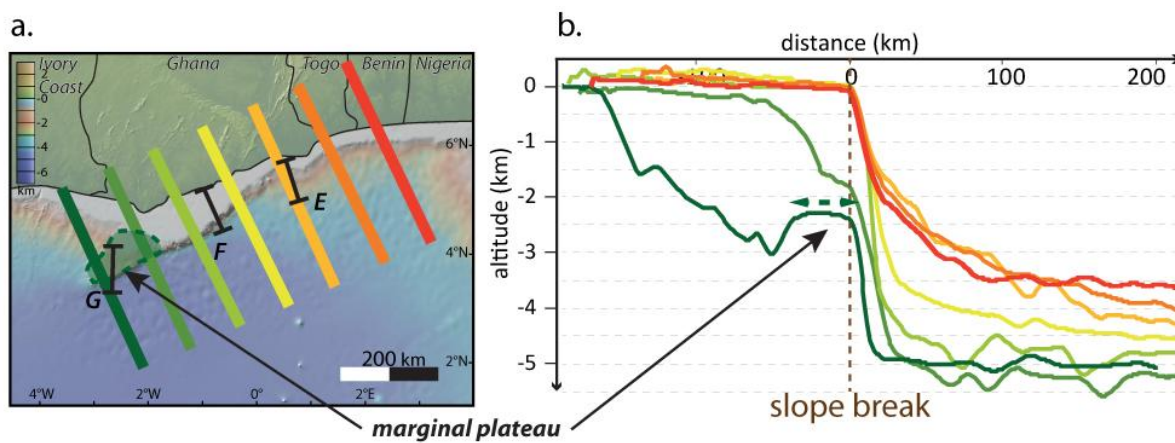 a.
b.
distance (km)
Ivory Coast
Ghana
Togo
Benin
Nigeria
2
-0
-2
-4
-6
km
6°N
4°N
2°N
E
F
G
200 km
4°W
2°W
0°
2°E
0
100
200
0
-1
-2
-3
-4
-5
altitude (km)
slope break
marginal plateau